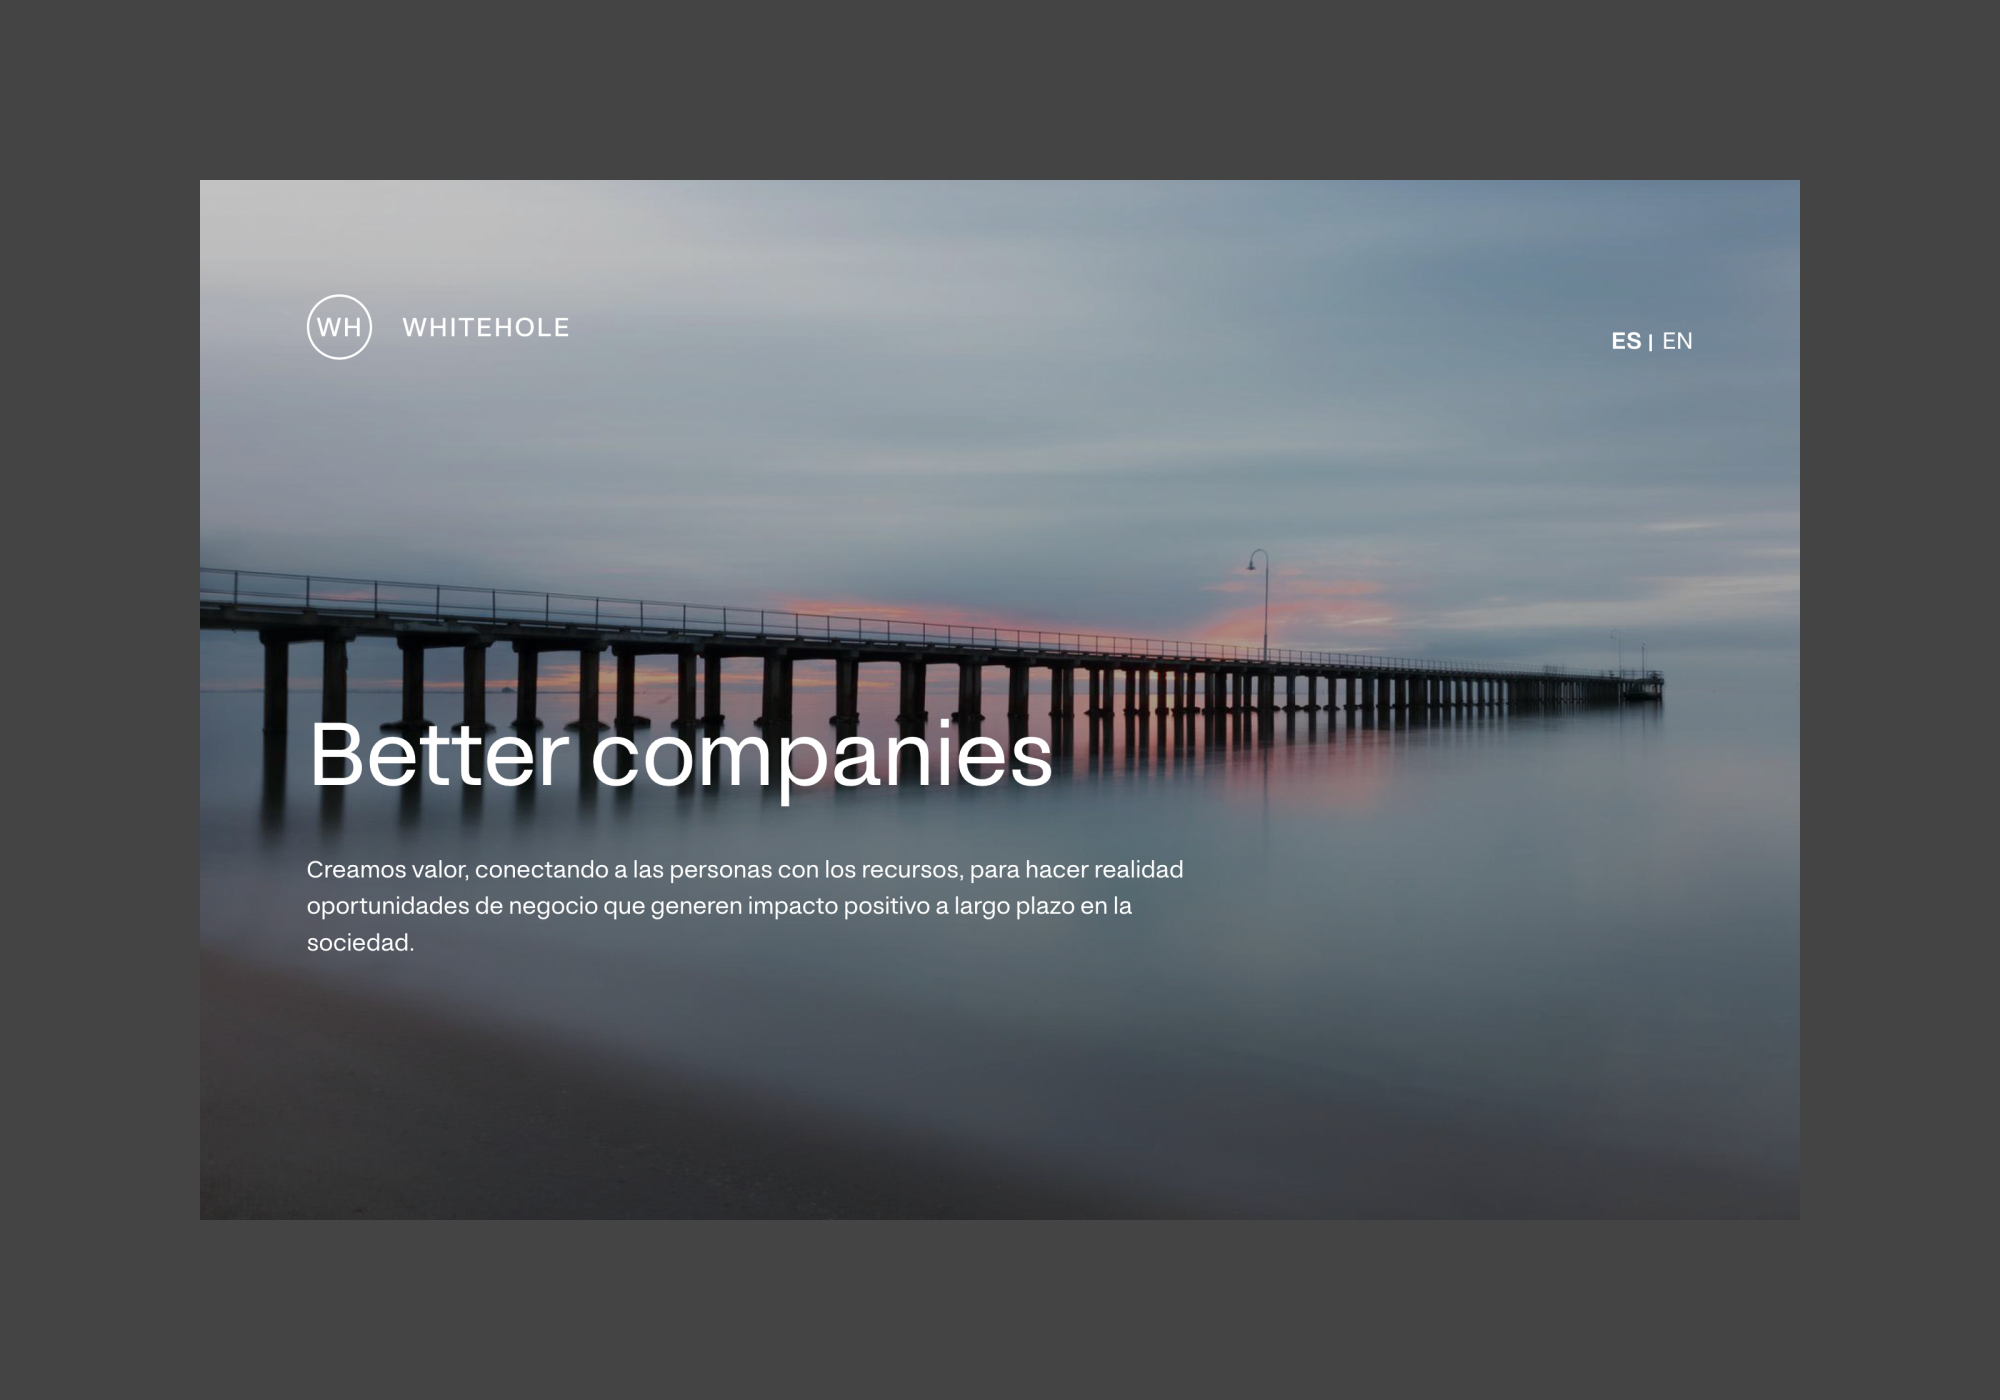 WH WHITEHOLE
ES | EN
Better companies
Creamos valor, conectando a las personas con los recursos, para hacer realidad
oportunidades de negocio que generen impacto positivo a largo plazo en la
sociedad.